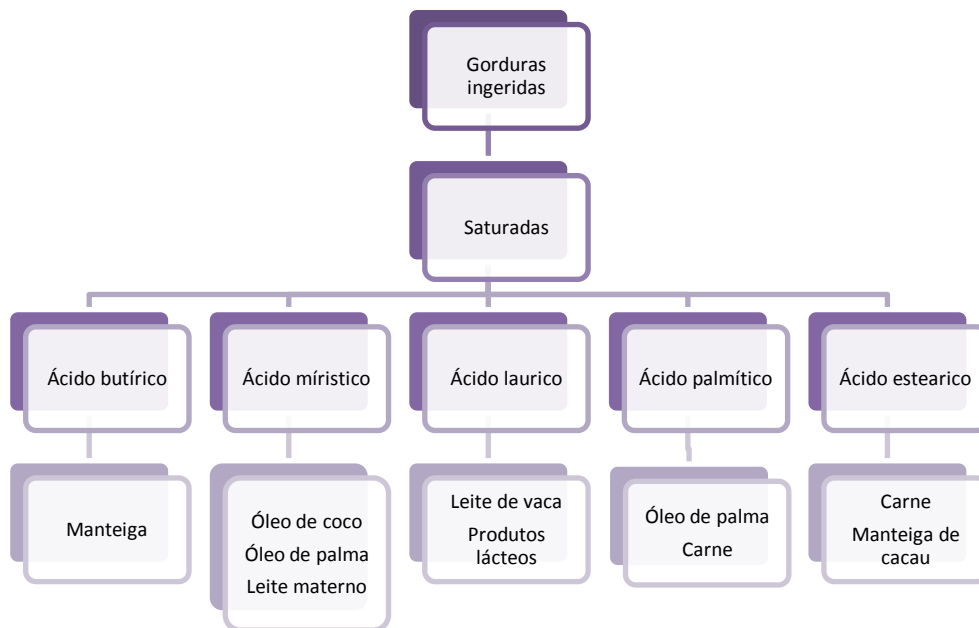 Gorduras
ingeridas
Saturadas
Ácido butírico
Ácido míristico
Ácido laurico
Ácido palmítico
Ácido estearico
Manteiga
Óleo de coco
Óleo de palma
Leite materno
Leite de vaca
Produtos
lácteos
Óleo de palma
Carne
Carne
Manteiga de
cacau